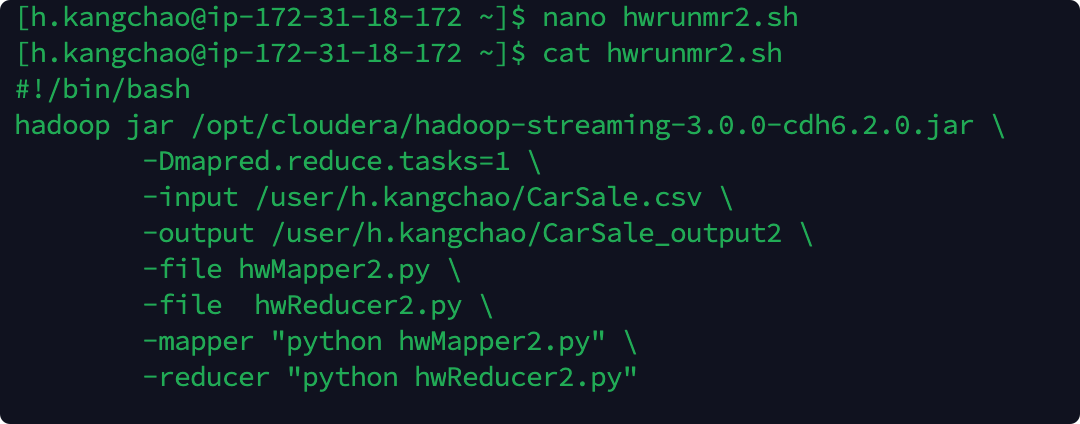 [h.kangchao@ip-172-31-18-172 ~]$ nano hwrunmr2.sh
[h.kangchao@ip-172-31-18-172 ~]$ cat hwrunmr2.sh
#!/bin/bash
hadoop jar /opt/cloudera/hadoop-streaming-3.0.0-cdh6.2.0.jar \
        -Dmapred.reduce.tasks=1 \
        -input /user/h.kangchao/CarSale.csv \
        -output /user/h.kangchao/CarSale_output2 \
        -file hwMapper2.py \
        -file  hwReducer2.py \
        -mapper "python hwMapper2.py" \
        -reducer "python hwReducer2.py"